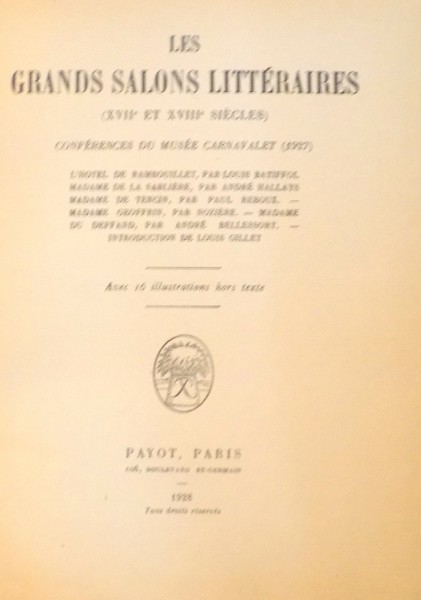 LES
GRANDS SALONS LITTÉRAIRES
(XVIIe ET XVIIIe SIÈCLES)
CONFÉRENCES DU MUSÉE CARNAVALET (1927)
L'HOTEL DE RAMBOUILLET, PAR LOUIS BATIFFOL
MADAME DE LA SABLIÈRE, PAR ANDRÉ HALLAYS
MADAME DE TENCIN, PAR PAUL REBOUX. —
MADAME GEOFFRIN, PAR NOZIÈRE. — MADAME
DU DEFFAND, PAR ANDRÉ BELLESSORT. —
INTRODUCTION DE LOUIS GILLET
Avec 16 illustrations hors texte
PAYOT, PARIS
106, BOULEVARD ST-GERMAIN
—
1928
Tous droits réservés